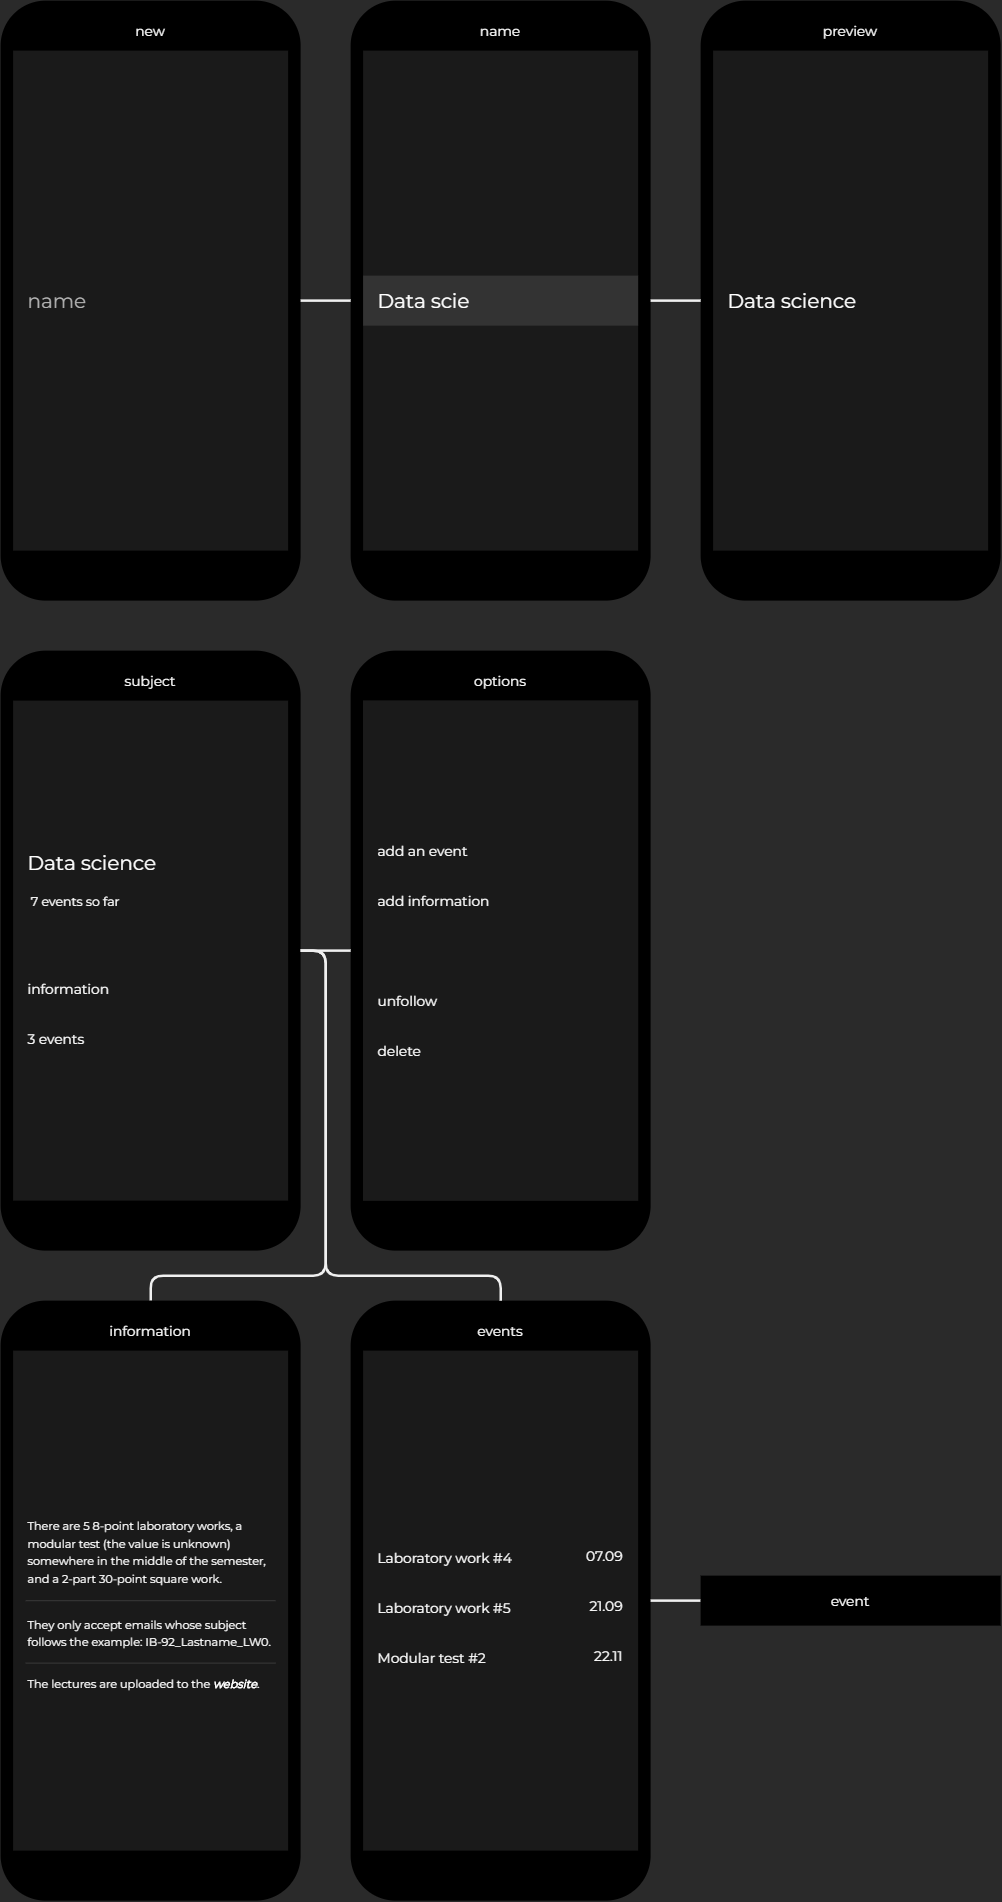 new
name
preview
name
Data scie
Data science
subject
options
Data science
7 events so far
information
3 events
add an event
add information
unfollow
delete
information
events
There are 5 8-point laboratory works, a
modular test (the value is unknown)
somewhere in the middle of the semester,
and a 2-part 30-point square work.
They only accept emails whose subject
follows the example: IB-92_Lastname_LW0.
The lectures are uploaded to the website.
Laboratory work #4 07.09
Laboratory work #5 21.09
Modular test #2 22.11
event